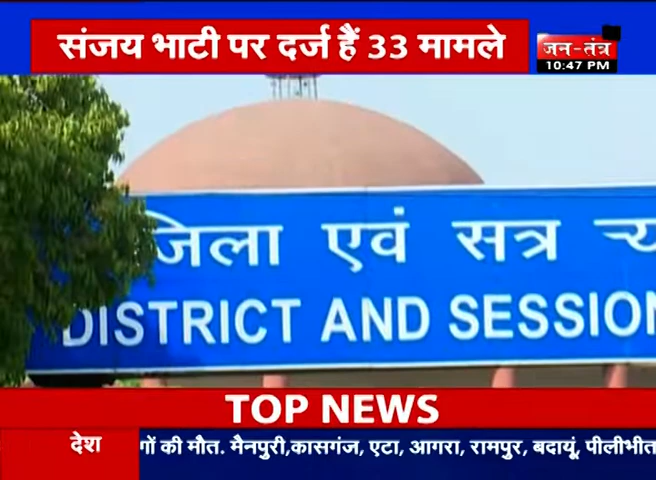 संजय भाटी पर दर्ज हैं 33 मामले
जन-तंत्र
10:47 PM
जिला एवं सत्र
DISTRICT AND SESSION
TOP NEWS
देश
की मौत. मैनपुरी,कासगंज, एटा, आगरा, रामपुर, बदायूं, पीलीभीत